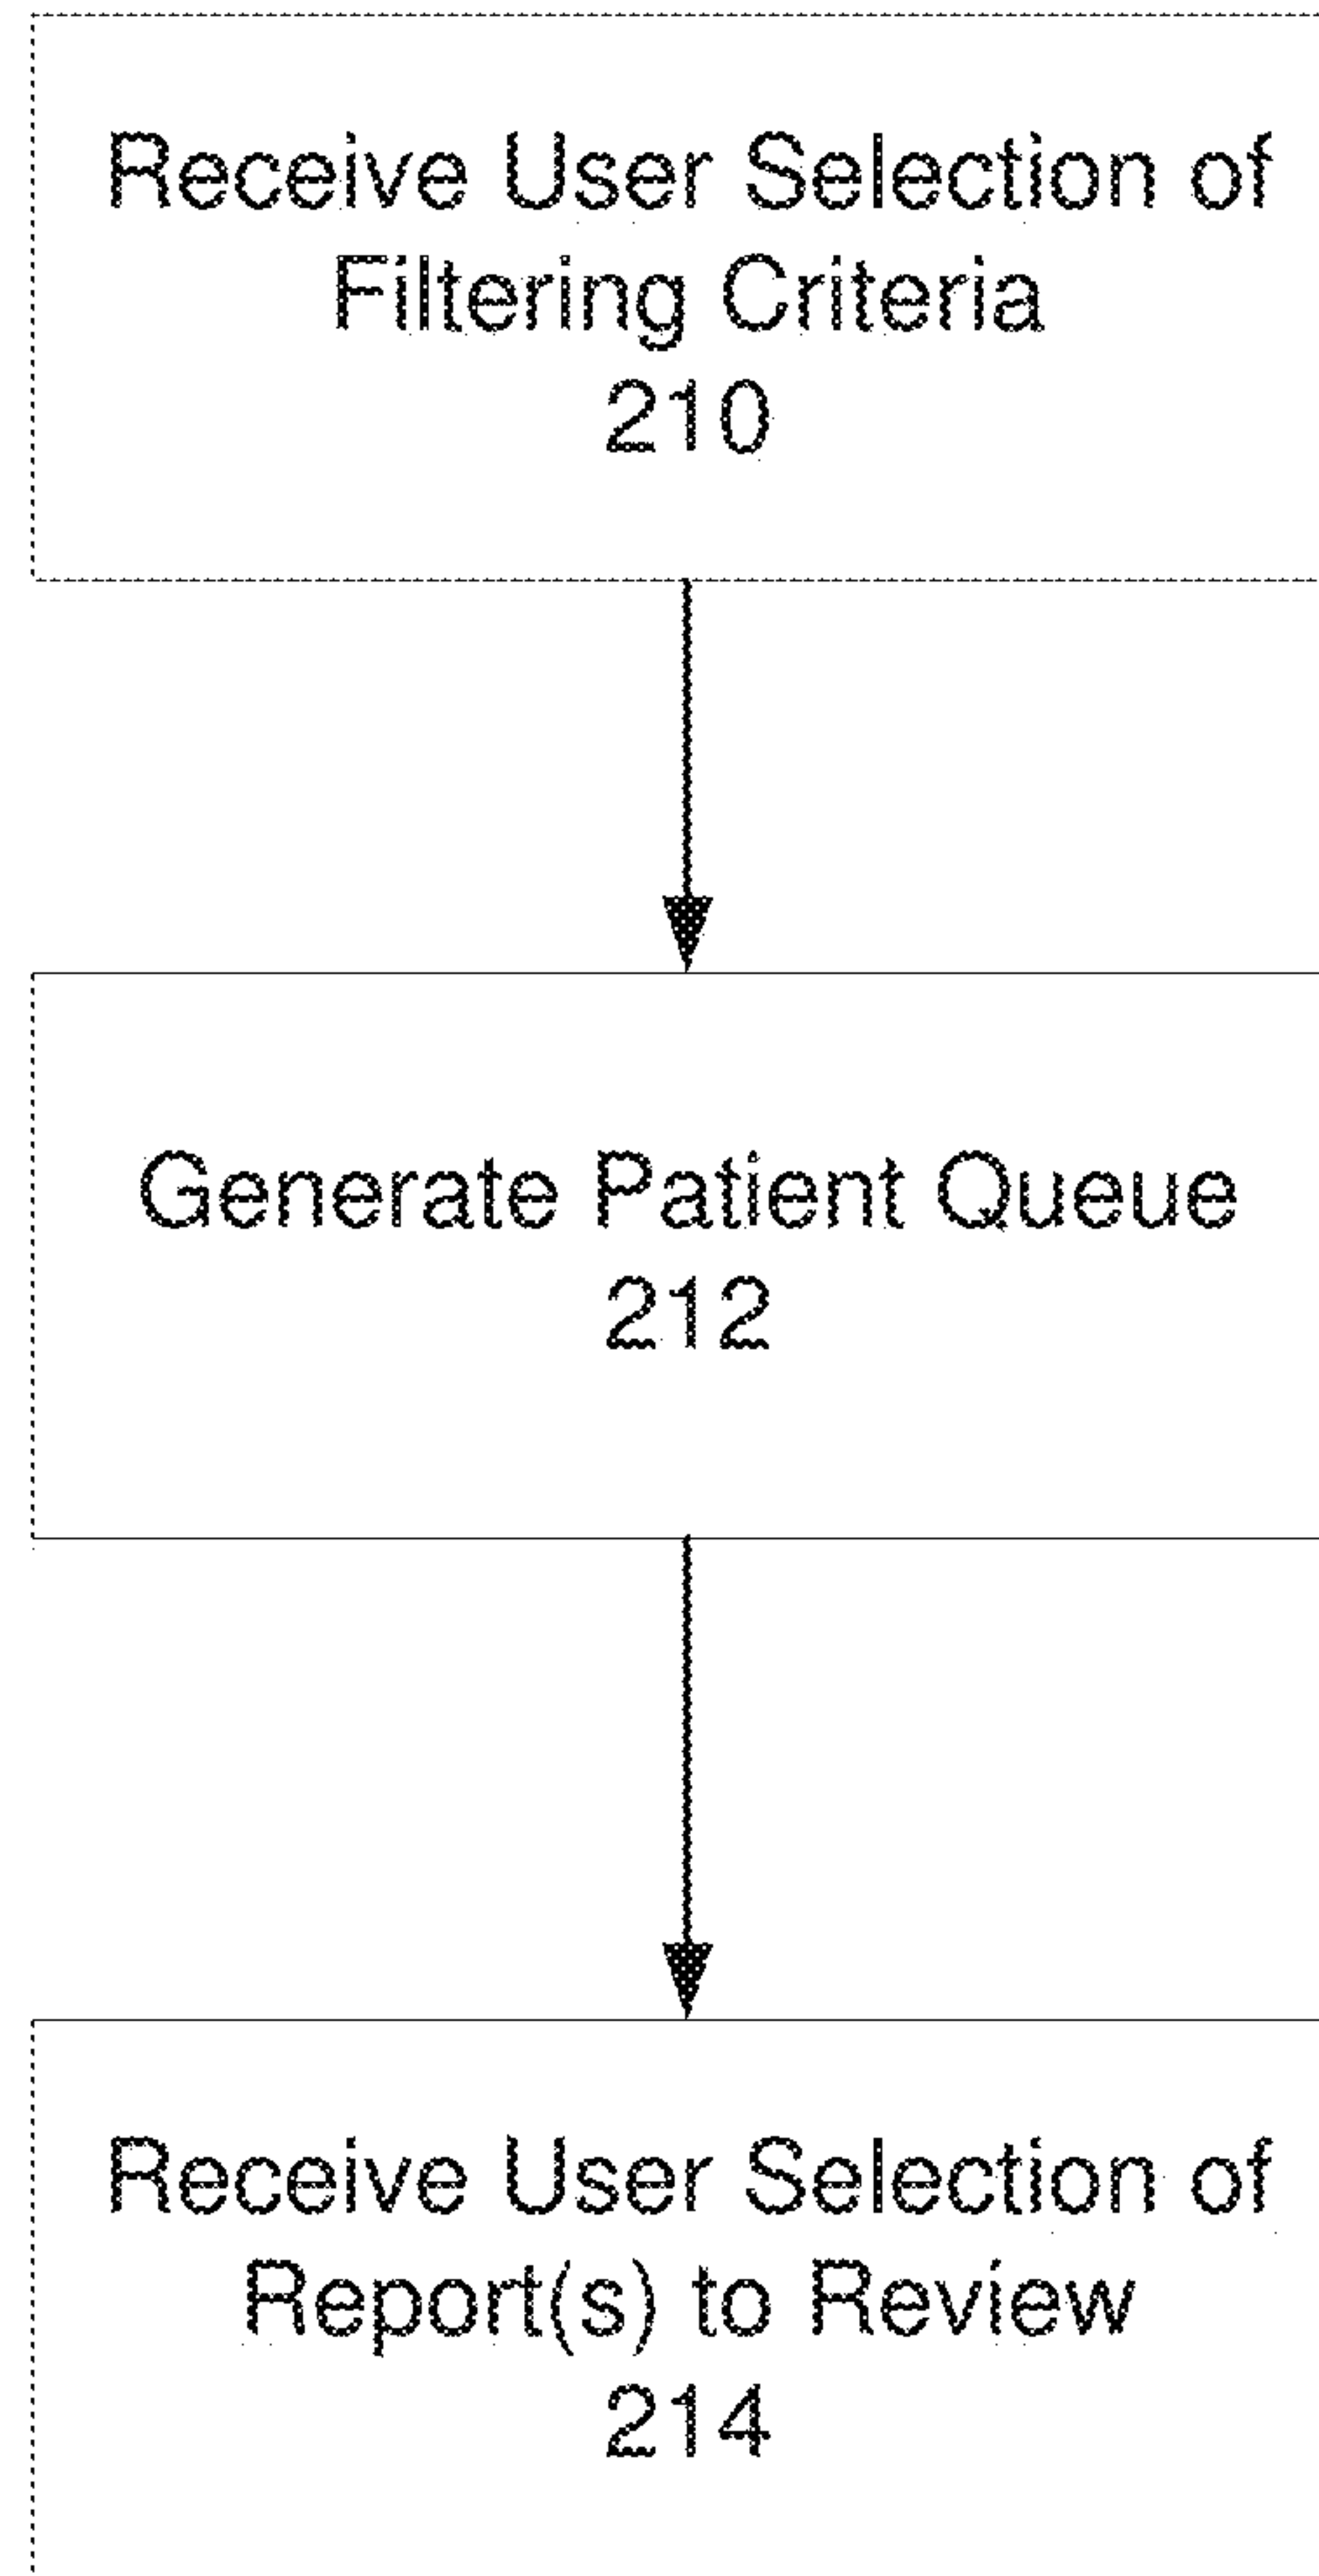 Receive User Selection of
Filtering Criteria
210
Generate Patient Queue
212
Receive User Selection of
Report(s) to Review
214